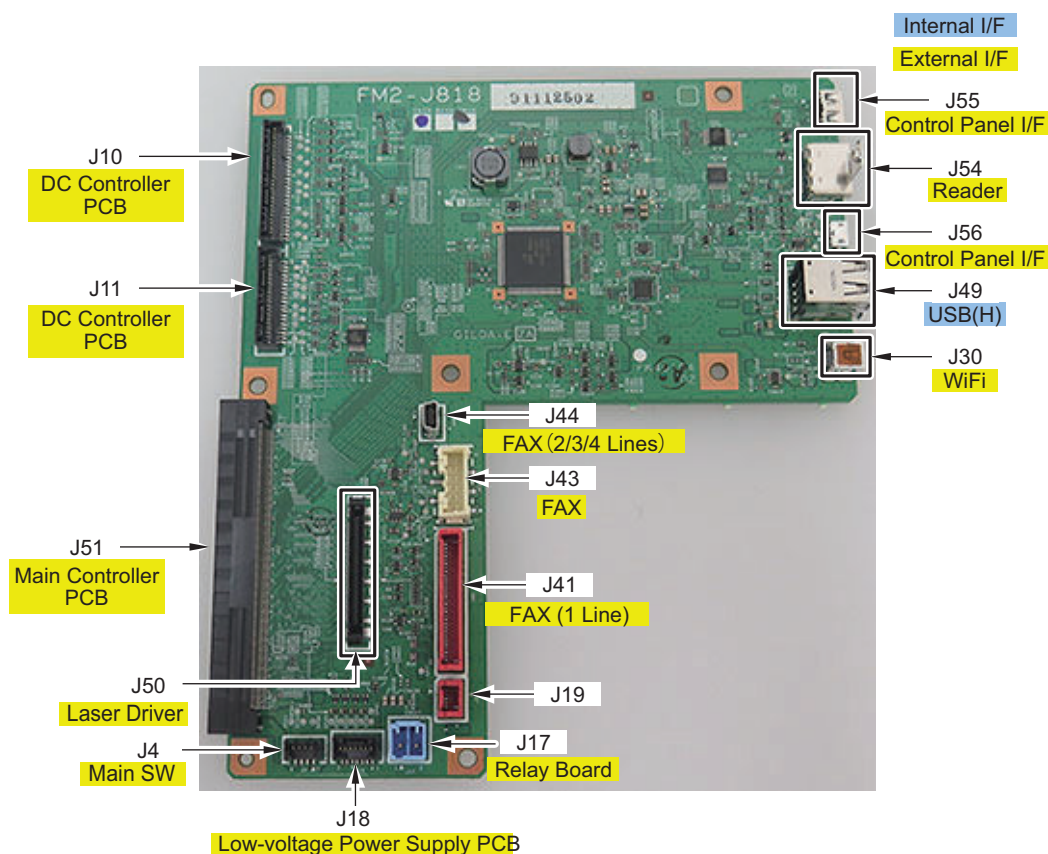 Internal I/F
External I/F
FM2-J818
01112502
J55
Control Panel I/F
J10
DC Controller
PCB
J54
Reader
J56
Control Panel I/F
J11
DC Controller
PCB
J49
USB(H)
J30
WiFi
J44
FAX (2/3/4 Lines)
J43
FAX
J51
Main Controller
PCB
J41
FAX (1 Line)
J50
Laser Driver
J19
J4
Main SW
J17
Relay Board
J18
Low-voltage Power Supply PCB